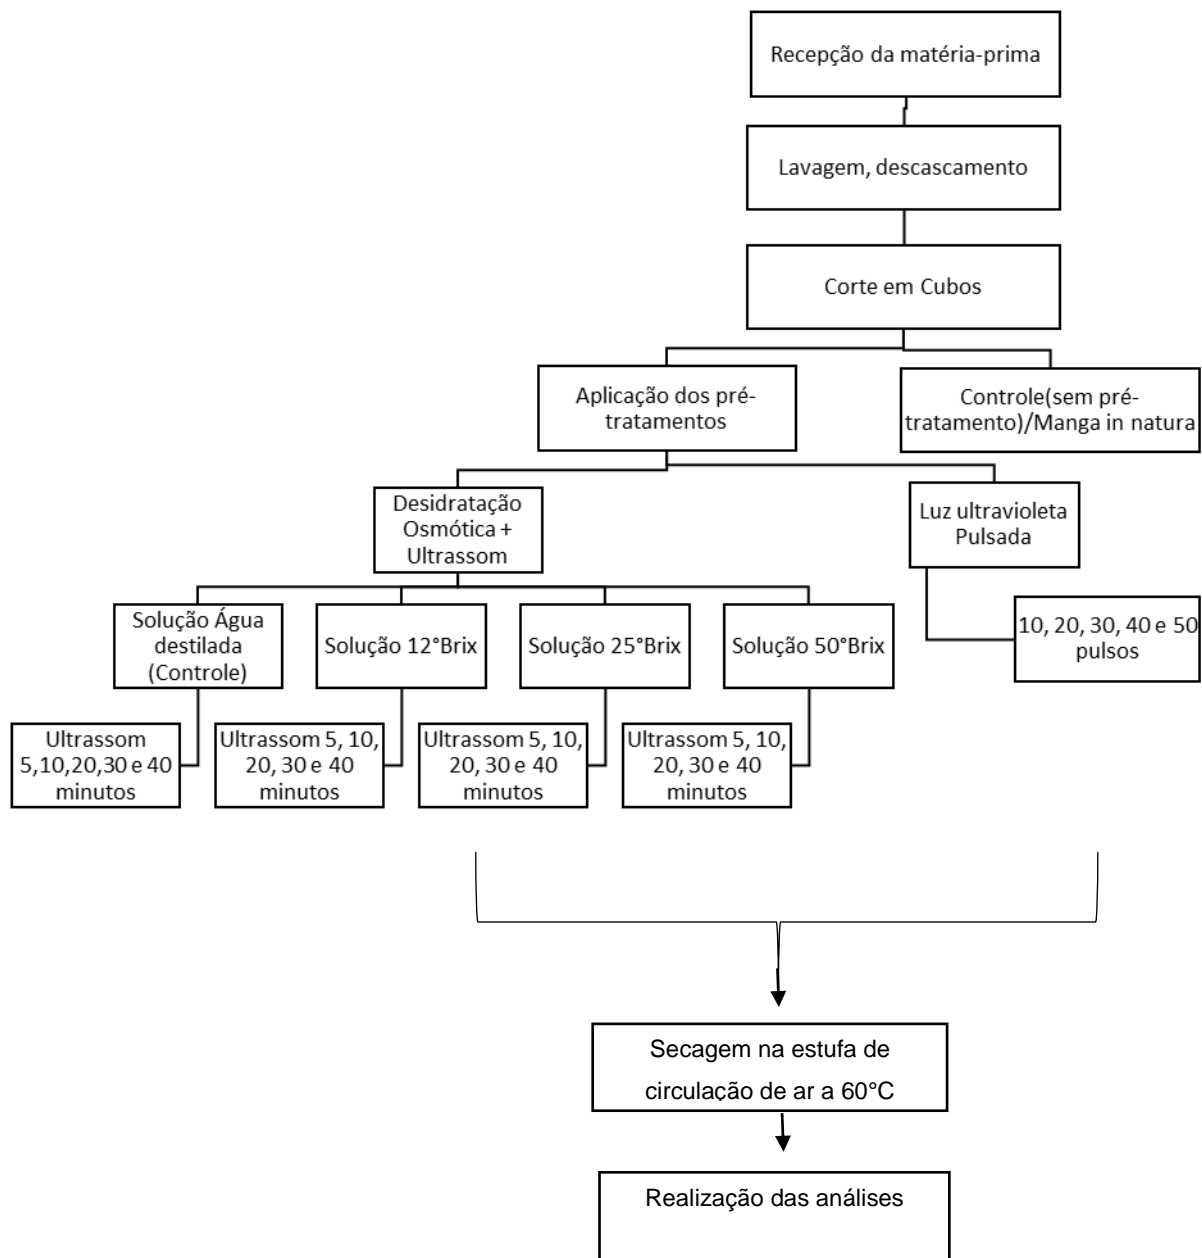 Recepção da matéria-prima
Lavagem, descascamento
Corte em Cubos
Aplicação dos pré-
tratamentos
Controle(sem pré-
tratamento)/Manga in natura
Desidratação
Osmótica +
Ultrassom
Luz ultravioleta
Pulsada
Solução Água
destilada
(Controle)
Solução 12°Brix
Solução 25°Brix
Solução 50°Brix
10, 20, 30, 40 e 50
pulsos
Ultrassom
5,10,20,30 e 40
minutos
Ultrassom 5, 10,
20, 30 e 40
minutos
Ultrassom 5, 10,
20, 30 e 40
minutos
Ultrassom 5, 10,
20, 30 e 40
minutos
Secagem na estufa de
circulação de ar a 60°C
Realização das análises